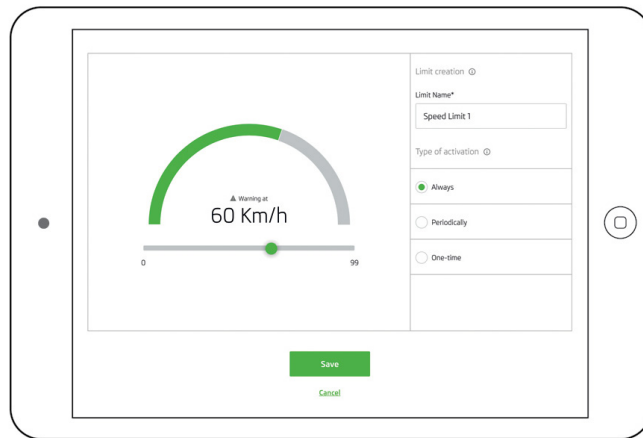 Limit creation
Limit Name*
Speed Limit 1
Type of activation
Always
Periodically
One-time
Warning at
60 Km/h
0 99
Save
Cancel